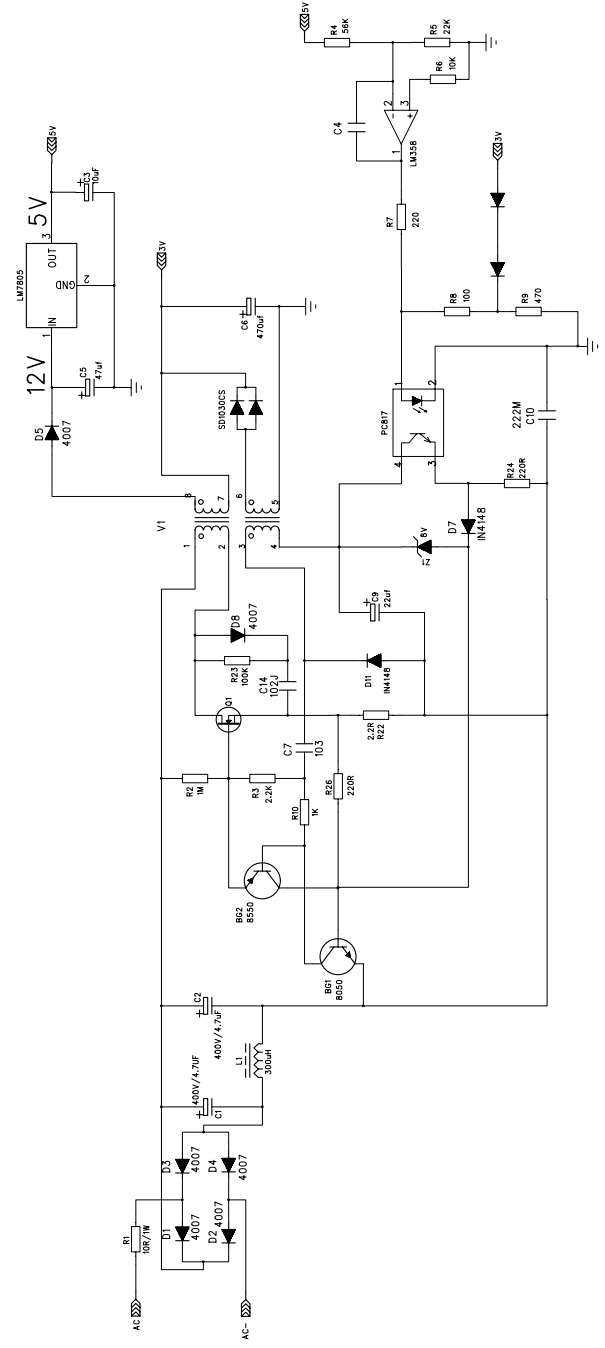 5V
R4
56K
R5
22K
R6
10K
C4
2
3
-
+
1
LM358
R7
220
3V
R8
100
R9
470
5V
C3
10uF
+
5V
3
LM7805
OUT
GND
2
IN
1
12V
C5
47uf
+
D5
4007
3V
C6
470uf
+
SD1030CS
V1
8
7
6
5
1
2
3
4
PC817
1
2
4
3
222M
C10
R24
220R
D7
IN4148
8V
Z1
C9
22uf
+
D11
IN4148
D8
4007
R23
100K
C14
102J
Q1
2.2R
R22
C7
103
R26
220R
R2
1M
R3
2.2K
R10
1K
BG2
8550
BG1
8050
C2
400V/4.7uF
+
L1
300uH
400V/4.7UF
C1
+
D3
4007
D4
4007
D1
4007
D2
4007
R1
10R/1W
AC
AC-